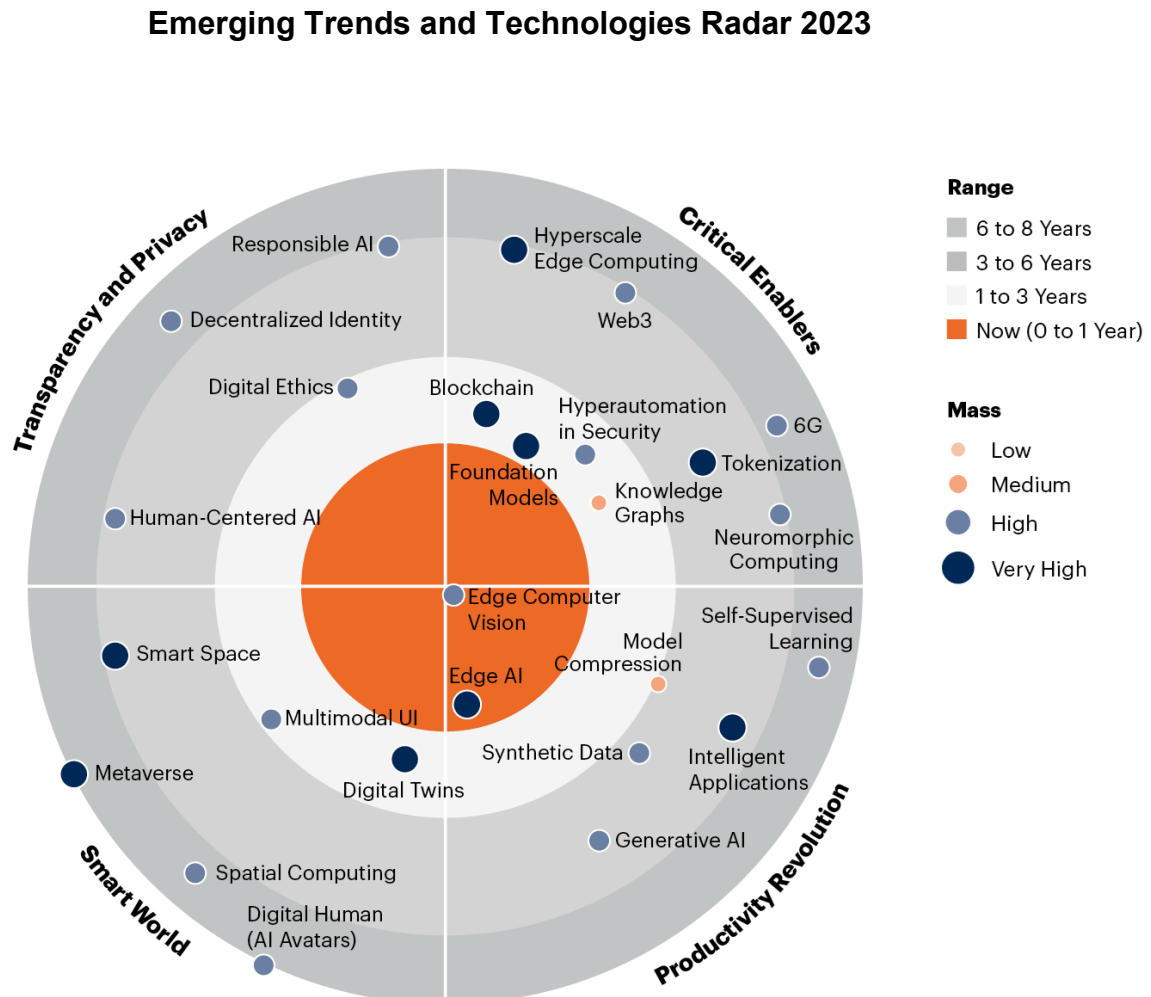 Emerging Trends and Technologies Radar 2023
Transparency and Privacy
Responsible AI
Decentralized Identity
Digital Ethics
Human-Centered AI
Critical Enablers
Hyperscale
Edge Computing
Web3
Blockchain
Hyperautomation
in Security
6G
Foundation
Models
Tokenization
Knowledge
Graphs
Neuromorphic
Computing
Smart World
Smart Space
Multimodal UI
Metaverse
Digital Twins
Spatial Computing
Digital Human
(AI Avatars)
Productivity Revolution
Edge Computer
Vision
Self-Supervised
Learning
Model
Compression
Edge AI
Synthetic Data
Intelligent
Applications
Generative AI
Range
6 to 8 Years
3 to 6 Years
1 to 3 Years
Now (0 to 1 Year)
Mass
Low
Medium
High
Very High